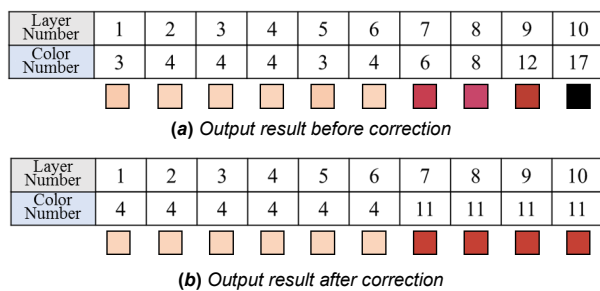 Layer Number 1 2 3 4 5 6 7 8 9 10
Color Number 3 4 4 4 3 4 6 8 12 17
(a) Output result before correction
Layer Number 1 2 3 4 5 6 7 8 9 10
Color Number 4 4 4 4 4 4 11 11 11 11
(b) Output result after correction